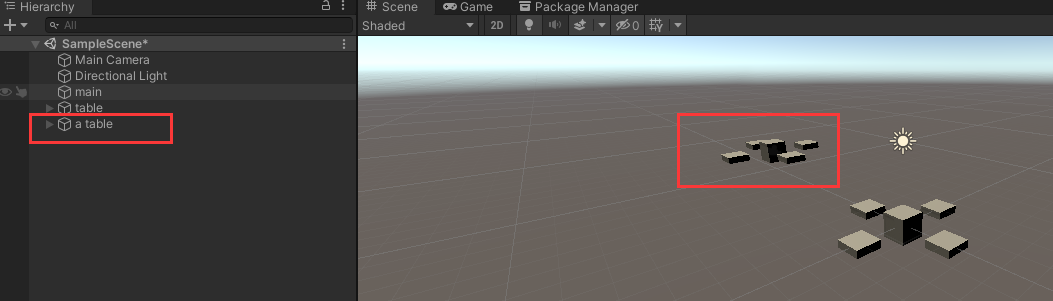 Hierarchy
All
SampleScene*
Main Camera
Directional Light
main
table
a table
Scene
Game
Package Manager
Shaded
2D
0